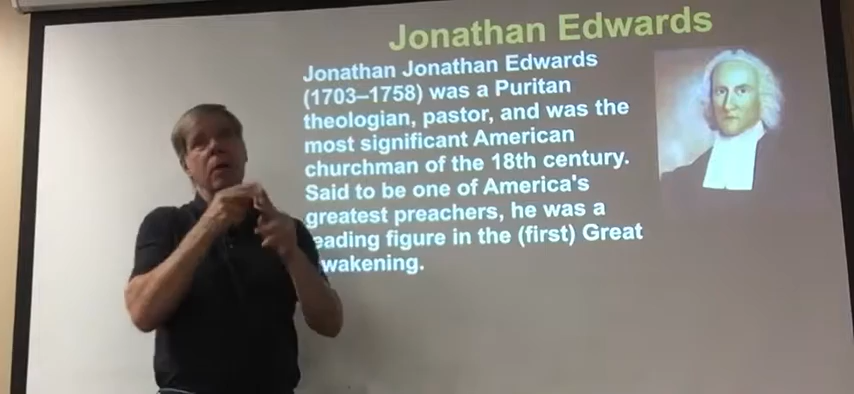 Jonathan Edwards
Jonathan Jonathan Edwards
(1703–1758) was a Puritan
theologian, pastor, and was the
most significant American
churchman of the 18th century.
Said to be one of America's
greatest preachers, he was a
eading figure in the (first) Great
wakening.